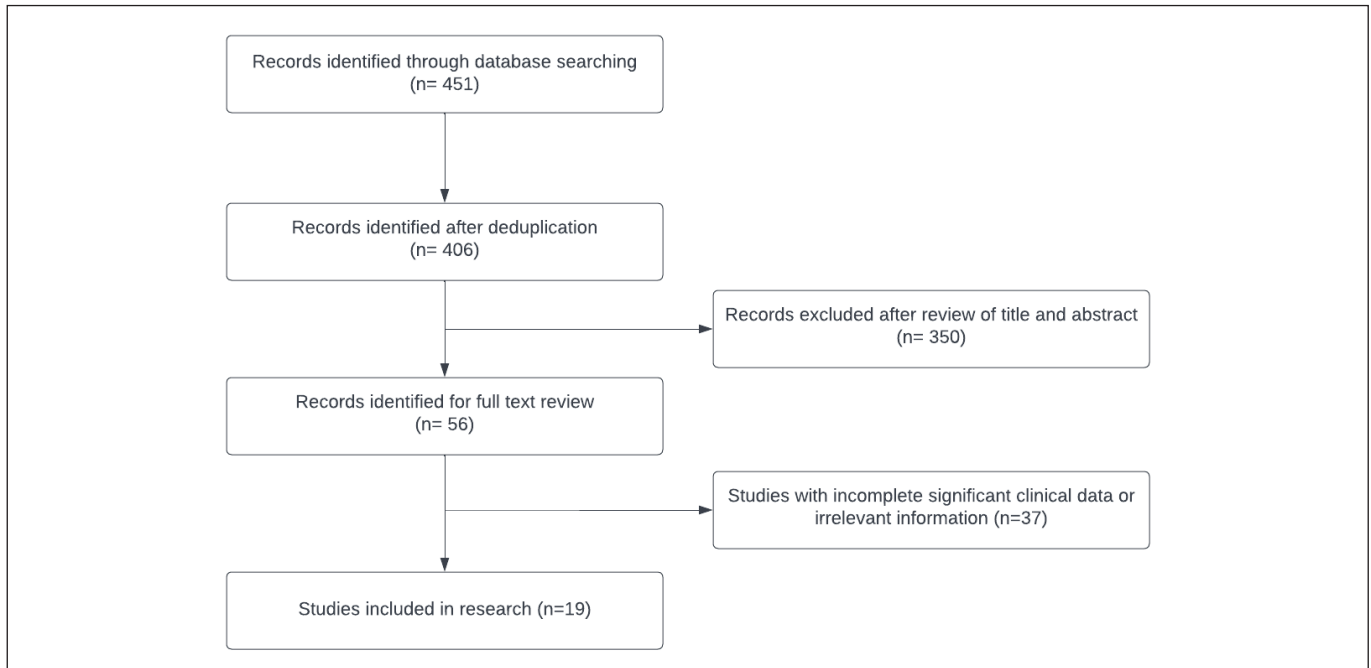 Records identified through database searching
(n= 451)
Records identified after deduplication
(n= 406)
Records excluded after review of title and abstract
(n= 350)
Records identified for full text review
(n= 56)
Studies with incomplete significant clinical data or
irrelevant information (n=37)
Studies included in research (n=19)